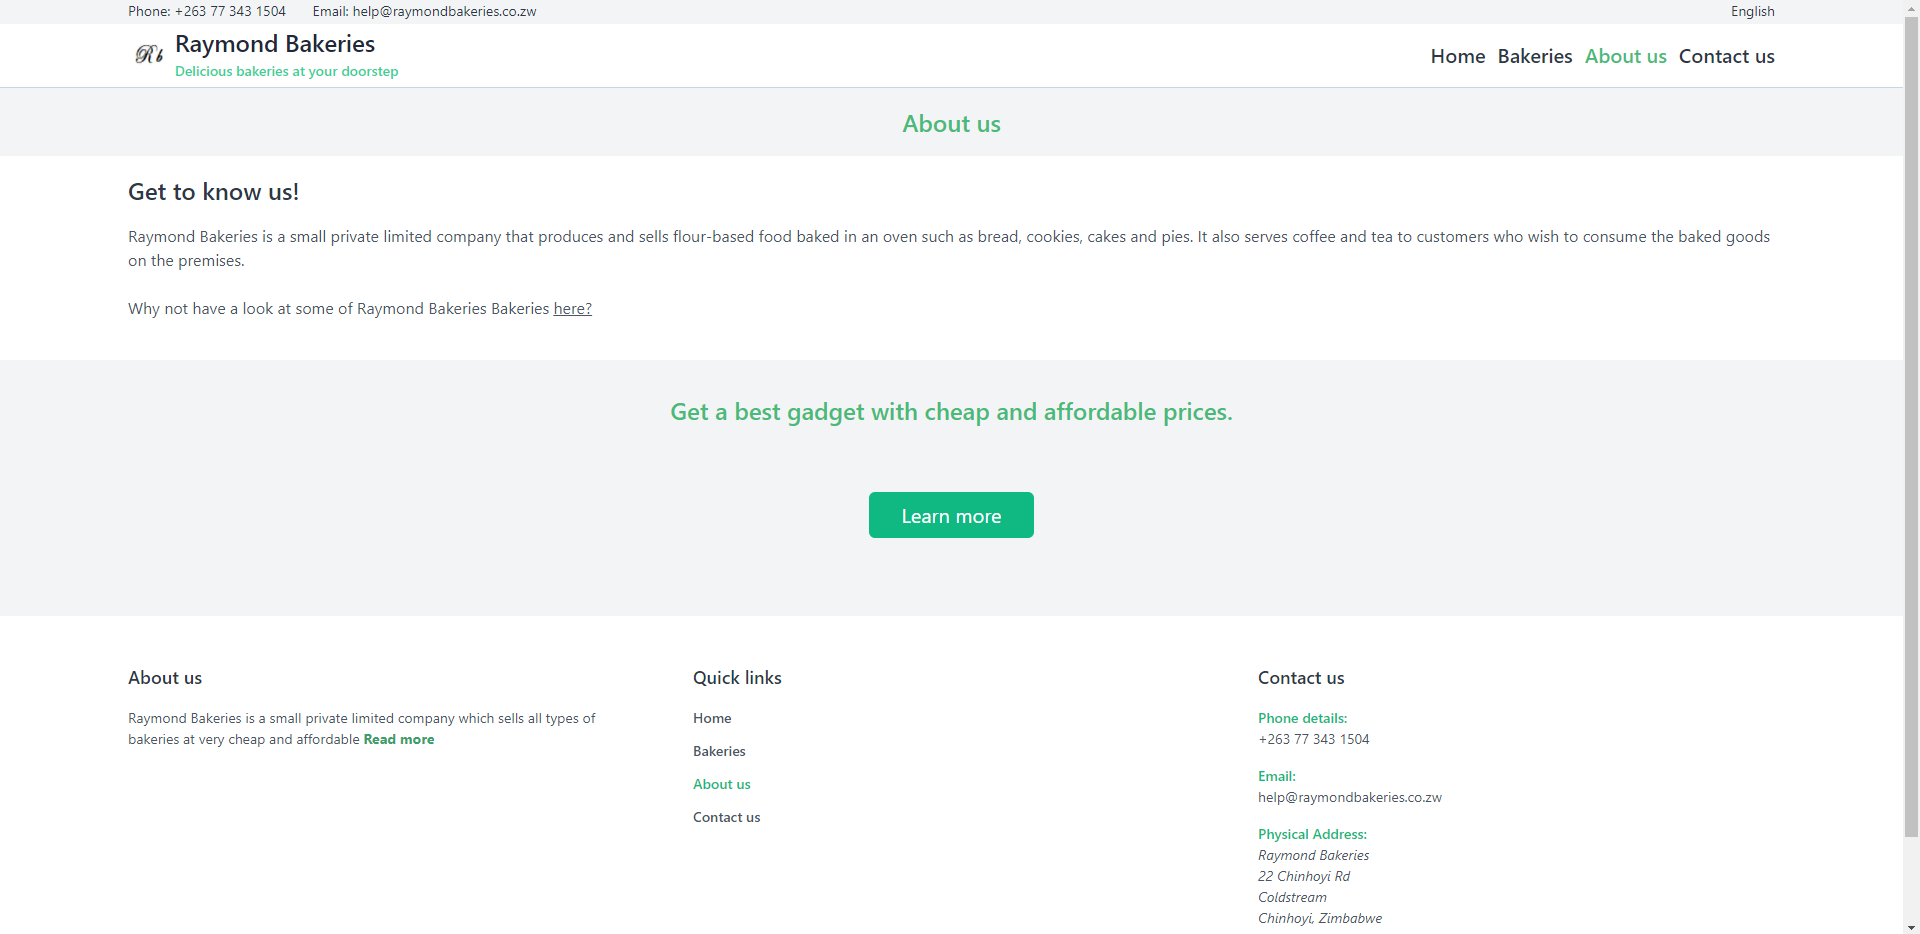 Phone: +263 77 343 1504 Email: help@raymondbakeries.co.zw English
Rb Raymond Bakeries
Delicious bakeries at your doorstep
Home Bakeries About us Contact us
About us
Get to know us!
Raymond Bakeries is a small private limited company that produces and sells flour-based food baked in an oven such as bread, cookies, cakes and pies. It also serves coffee and tea to customers who wish to consume the baked goods
on the premises.
Why not have a look at some of Raymond Bakeries Bakeries here?
Get a best gadget with cheap and affordable prices.
Learn more
About us
Raymond Bakeries is a small private limited company which sells all types of
bakeries at very cheap and affordable Read more
Quick links
Home
Bakeries
About us
Contact us
Contact us
Phone details:
+263 77 343 1504
Email:
help@raymondbakeries.co.zw
Physical Address:
Raymond Bakeries
22 Chinhoyi Rd
Coldstream
Chinhoyi, Zimbabwe